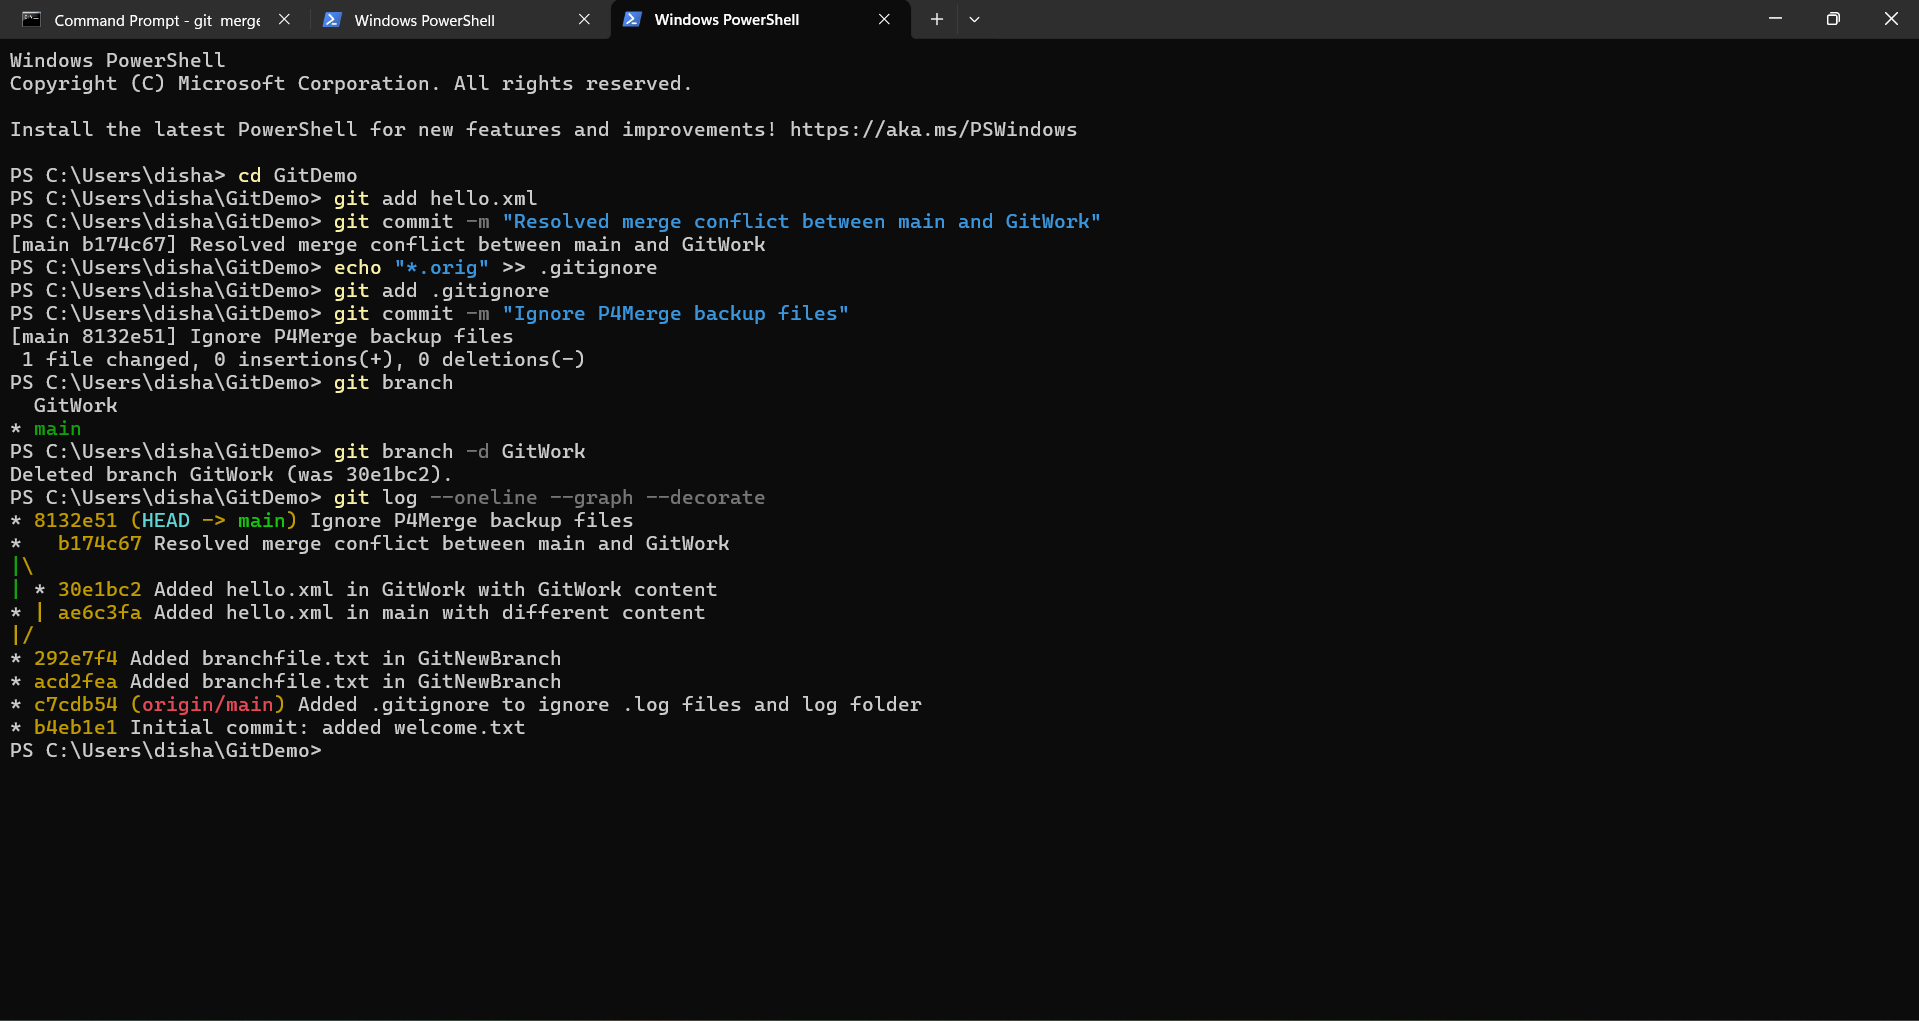 Command Prompt - git merge
Windows PowerShell
Windows PowerShell
Windows PowerShell
Copyright (C) Microsoft Corporation. All rights reserved.
Install the latest PowerShell for new features and improvements! https://aka.ms/PSWindows
PS C:\Users\disha> cd GitDemo
PS C:\Users\disha\GitDemo> git add hello.xml
PS C:\Users\disha\GitDemo> git commit -m "Resolved merge conflict between main and GitWork"
[main b174c67] Resolved merge conflict between main and GitWork
PS C:\Users\disha\GitDemo> echo "*.orig" >> .gitignore
PS C:\Users\disha\GitDemo> git add .gitignore
PS C:\Users\disha\GitDemo> git commit -m "Ignore P4Merge backup files"
[main 8132e51] Ignore P4Merge backup files
 1 file changed, 0 insertions(+), 0 deletions(-)
PS C:\Users\disha\GitDemo> git branch
  GitWork
* main
PS C:\Users\disha\GitDemo> git branch -d GitWork
Deleted branch GitWork (was 30e1bc2).
PS C:\Users\disha\GitDemo> git log --oneline --graph --decorate
* 8132e51 (HEAD -> main) Ignore P4Merge backup files
*   b174c67 Resolved merge conflict between main and GitWork
|\
| * 30e1bc2 Added hello.xml in GitWork with GitWork content
* | ae6c3fa Added hello.xml in main with different content
|/
* 292e7f4 Added branchfile.txt in GitNewBranch
* acd2fea Added branchfile.txt in GitNewBranch
* c7cdb54 (origin/main) Added .gitignore to ignore .log files and log folder
* b4eb1e1 Initial commit: added welcome.txt
PS C:\Users\disha\GitDemo>